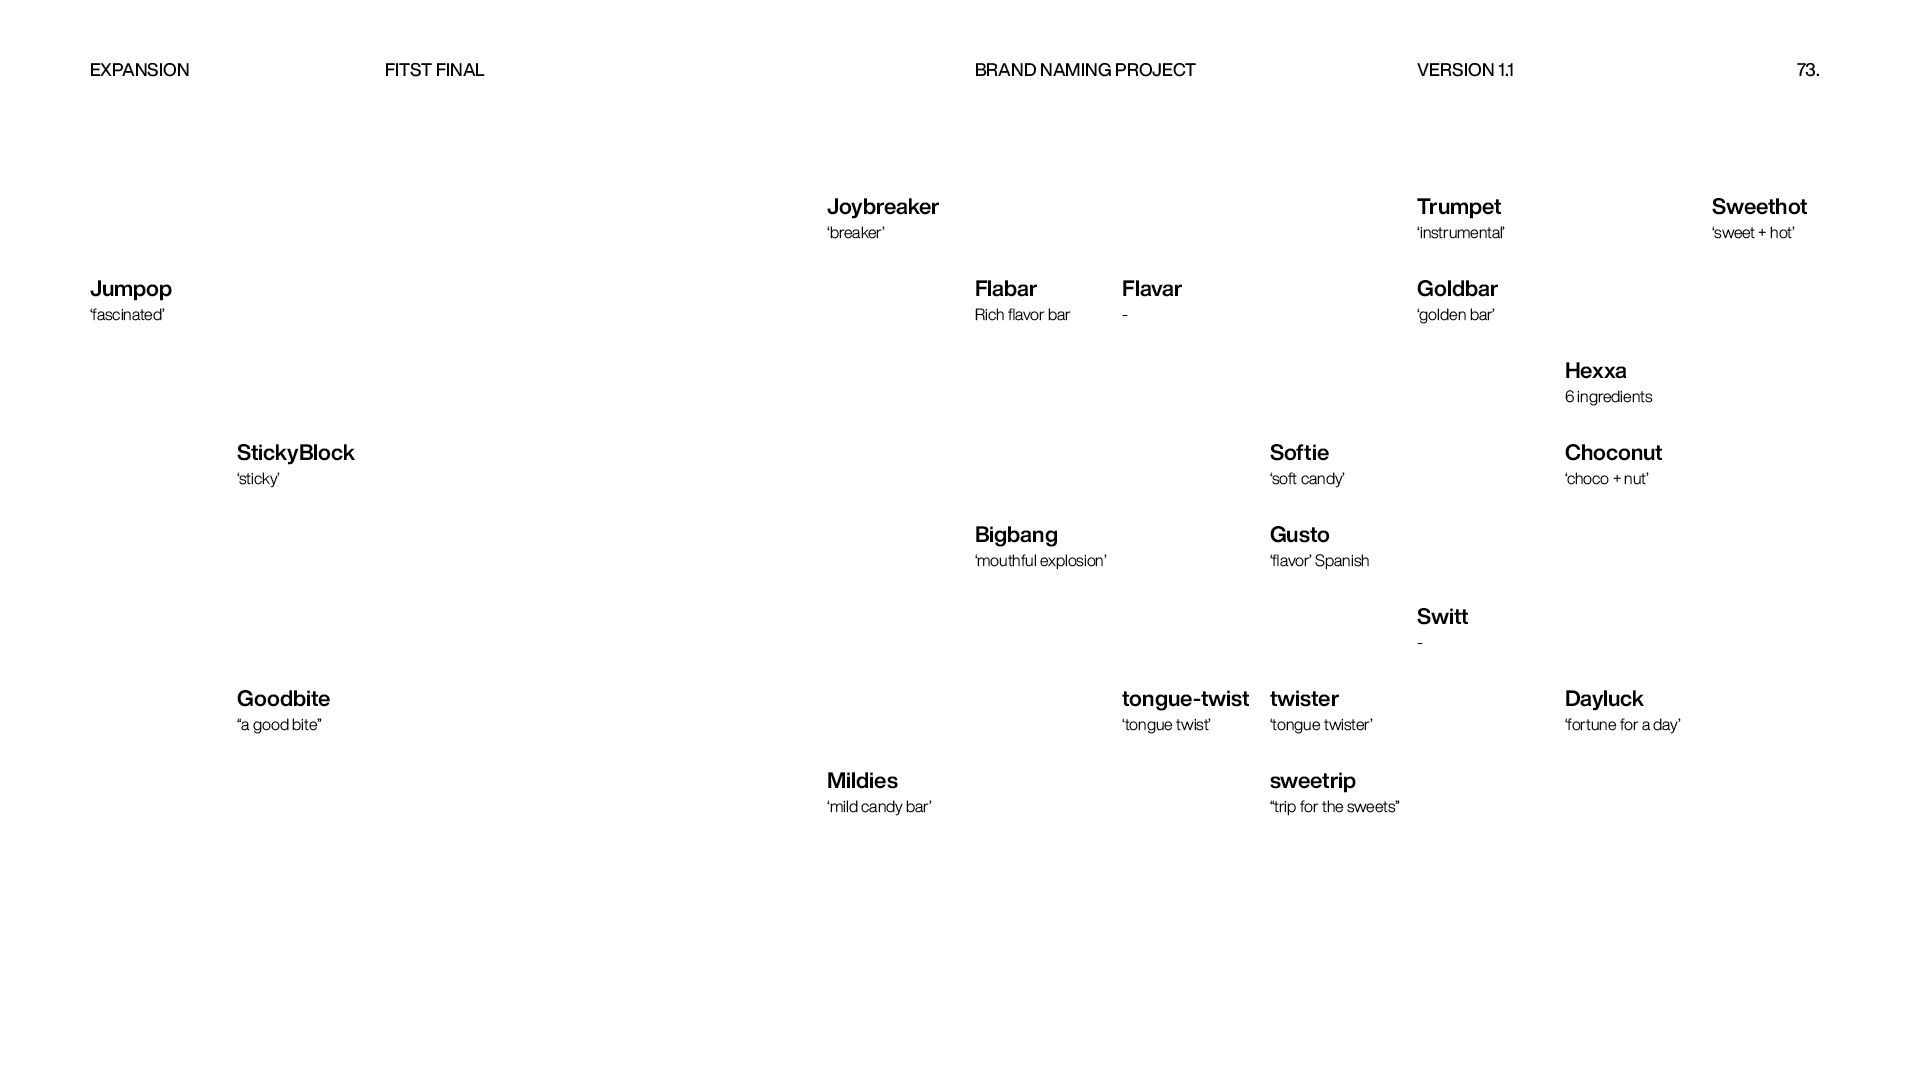 EXPANSION FITST FINAL BRAND NAMING PROJECT VERSION 1.1 73.
Joybreaker Trumpet Sweethot
‘breaker’ ‘instrumental’ ‘sweet + hot’
Jumpop Flabar Flavar Goldbar
‘fascinated’ Rich flavor bar - ‘golden bar’
Hexxa
6 ingredients
StickyBlock Softie Choconut
‘sticky’ ‘soft candy’ ‘choco + nut’
Bigbang Gusto
‘mouthful explosion’ ‘flavor’ Spanish
Switt
-
Goodbite tongue-twist twister Dayluck
“a good bite” ‘tongue twist’ ‘tongue twister’ ‘fortune for a day’
Mildies sweetrip
‘mild candy bar’ “trip for the sweets”